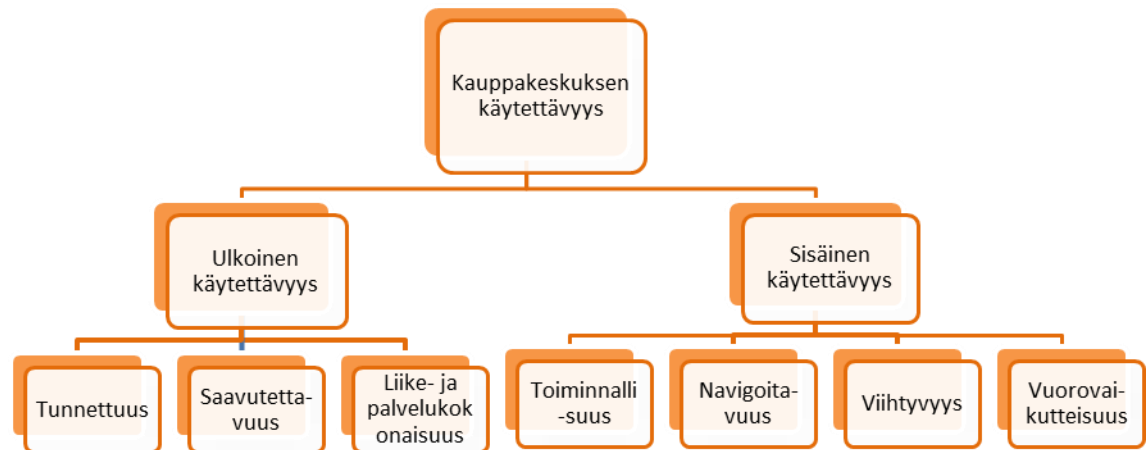 Kauppakeskuksen
käytettävyys
Ulkoinen
käytettävyys
Sisäinen
käytettävyys
Tunnettuus
Saavutetta-
vuus
Liike- ja
palvelukok
onaisuus
Toiminnalli
-suus
Navigoita-
vuus
Viihtyvyys
Vuorovai-
kutteisuus